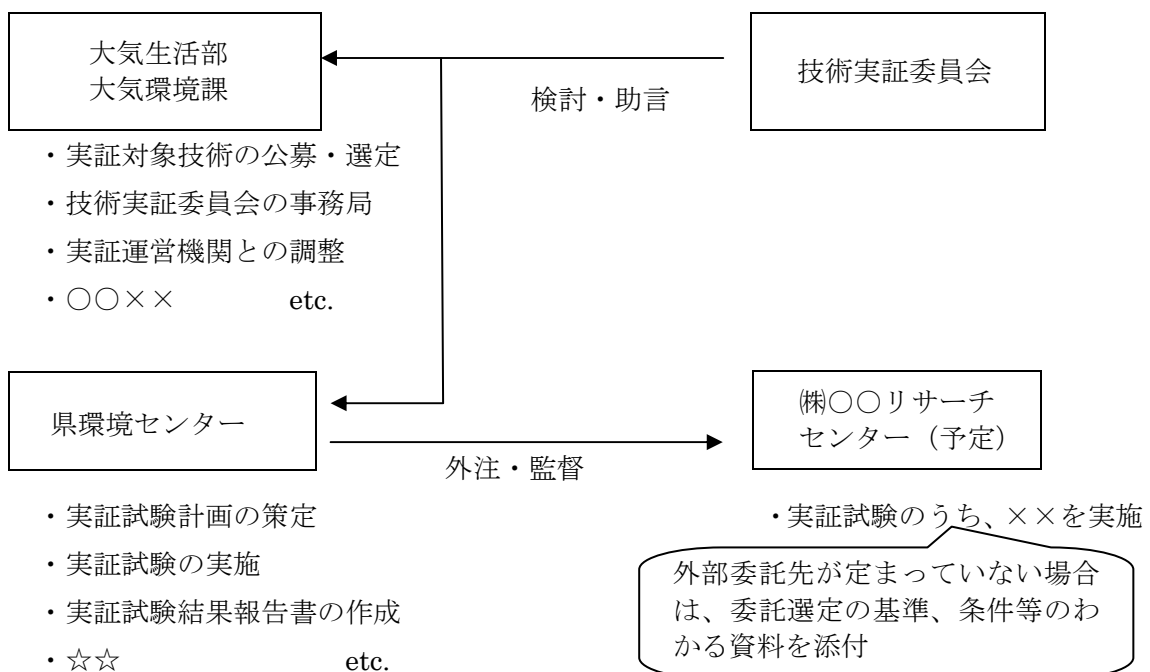 大気生活部
大気環境課
検討・助言
技術実証委員会
・実証対象技術の公募・選定
・技術実証委員会の事務局
・実証運営機関との調整
・○○×× etc.
県環境センター
外注・監督
㈱○○リサーチ
センター（予定）
・実証試験計画の策定
・実証試験の実施
・実証試験結果報告書の作成
・☆☆ etc.
・実証試験のうち、××を実施
外部委託先が定まっていない場合
は、委託選定の基準、条件等のわ
かる資料を添付